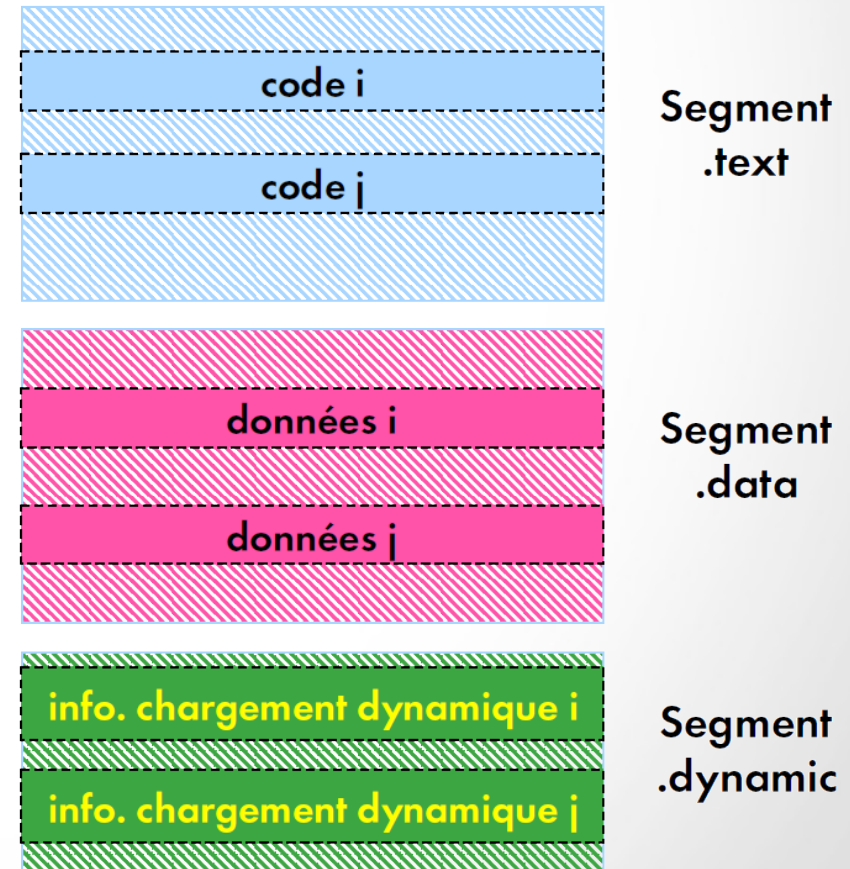 code i
Segment
.text
code j
données i
Segment
.data
données j
info. chargement dynamique i
Segment
.dynamic
info. chargement dynamique j